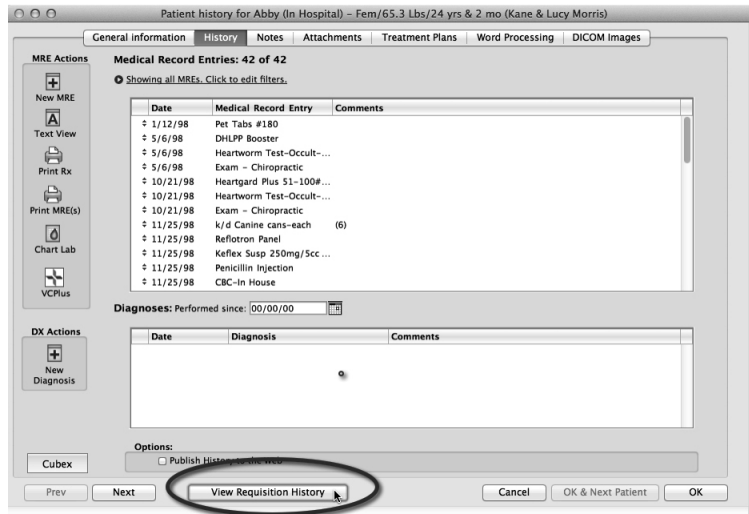 Patient history for Abby (In Hospital) – Fem/65.3 Lbs/24 yrs & 2 mo (Kane & Lucy Morris)
General information History Notes Attachments Treatment Plans Word Processing DICOM Images
MRE Actions
New MRE
Text View
Print Rx
Print MRE(s)
Chart Lab
VCPlus
Medical Record Entries: 42 of 42
Showing all MREs. Click to edit filters.
Date Medical Record Entry Comments
1/12/98 Pet Tabs #180
5/6/98 DHLPP Booster
5/6/98 Heartworm Test-Occult-...
5/6/98 Exam – Chiropractic
10/21/98 Heartgard Plus 51-100#...
10/21/98 Heartworm Test-Occult-...
10/21/98 Exam – Chiropractic
11/25/98 k/d Canine cans-each (6)
11/25/98 Reflotron Panel
11/25/98 Keflex Susp 250mg/5cc ...
11/25/98 Penicillin Injection
11/25/98 CBC-In House
Diagnoses: Performed since: 00/00/00
DX Actions
New
Diagnosis
Date Diagnosis Comments
Options:
Publish History to the web
Cubex
Prev Next View Requisition History Cancel OK & Next Patient OK